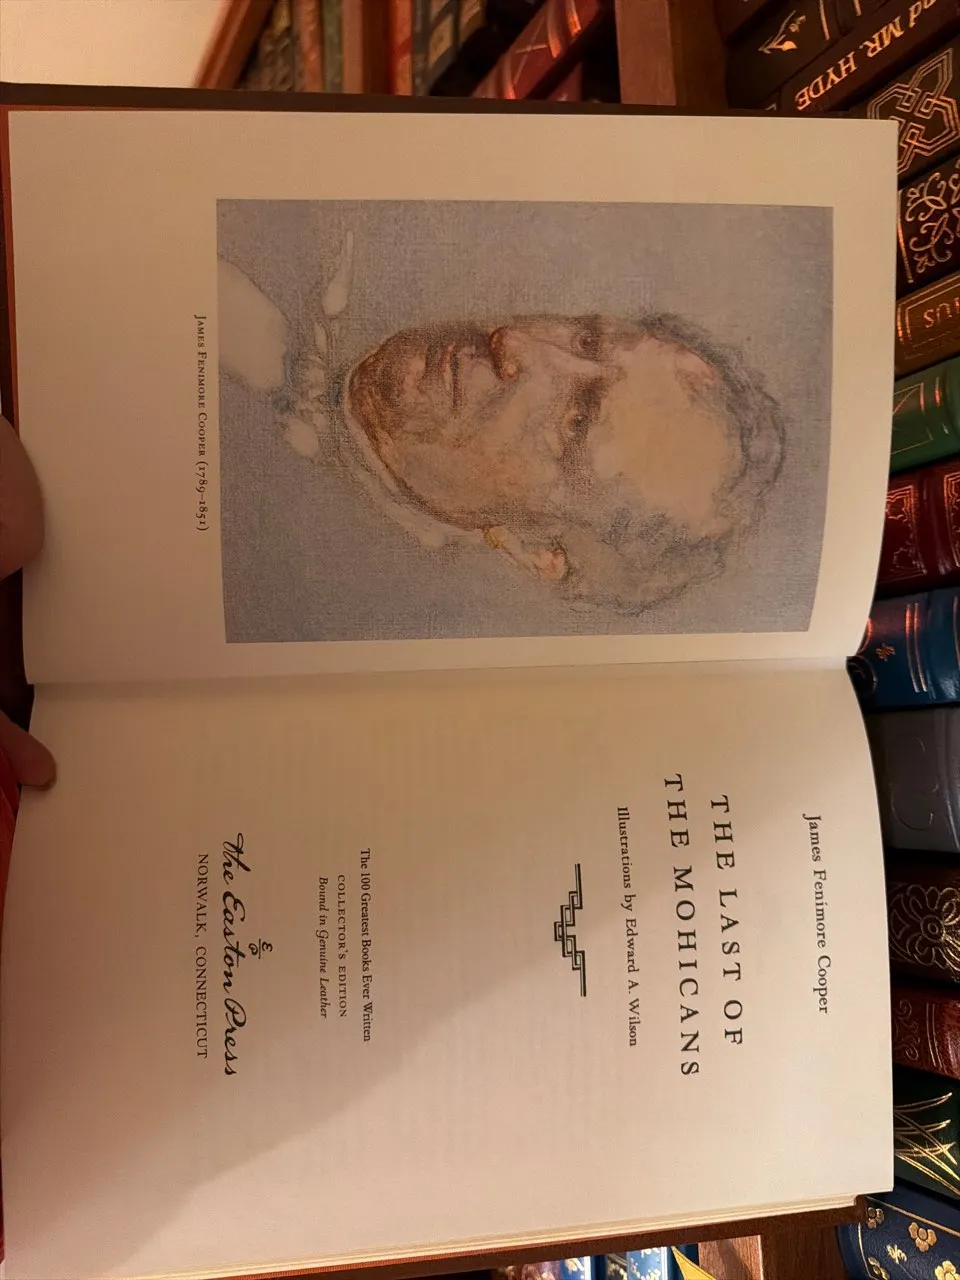 JAMES FENIMORE COOPER (1789–1851)
James Fenimore Cooper
THE LAST OF
THE MOHICANS
Illustrations by Edward A. Wilson
The 100 Greatest Books Ever Written
COLLECTOR'S EDITION
Bound in Genuine Leather
EP
The Easton Press
NORWALK, CONNECTICUT
MR. HYDE